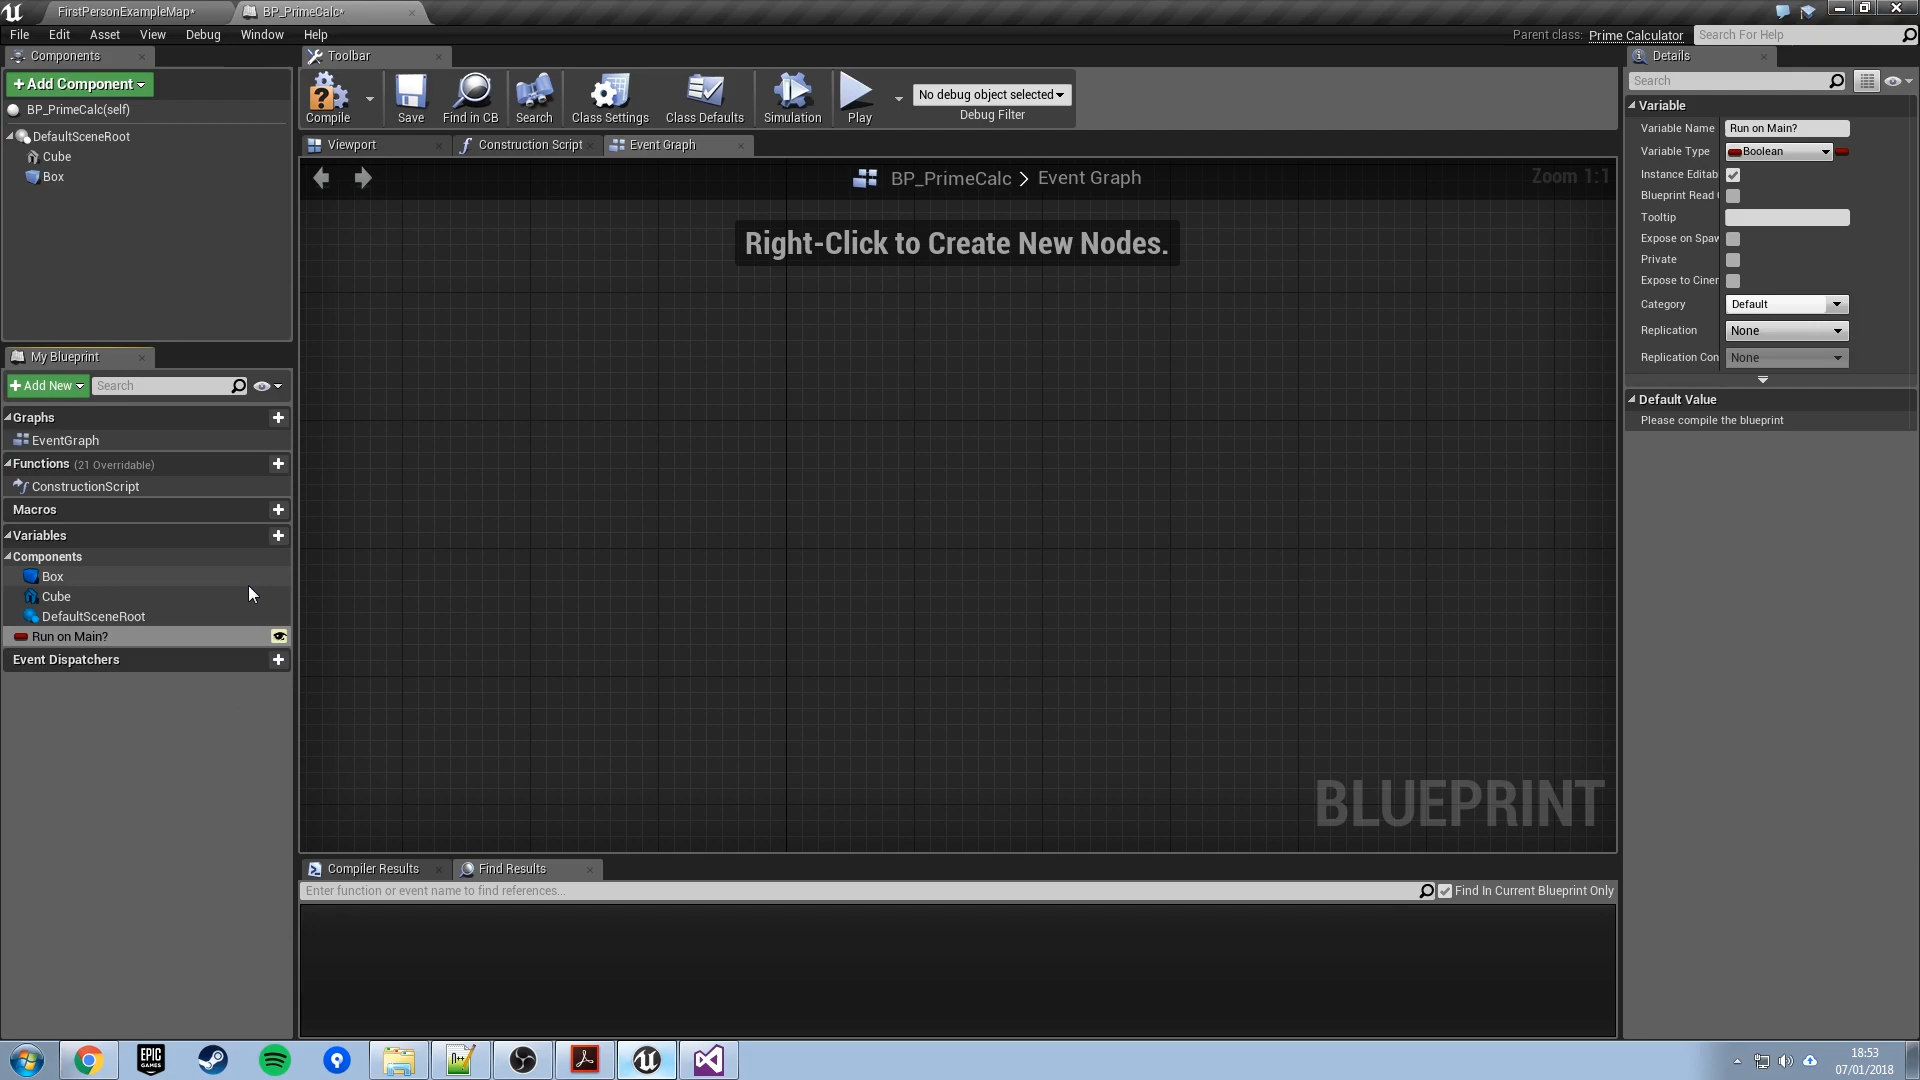 FirstPersonExampleMap*
BP_PrimeCalc*
File Edit Asset View Debug Window Help
Parent class: Prime Calculator
Search For Help
Components
+Add Component
BP_PrimeCalc(self)
DefaultSceneRoot
Cube
Box
Toolbar
Compile
Save
Find in CB
Search
Class Settings
Class Defaults
Simulation
Play
No debug object selected
Debug Filter
Viewport
Construction Script
Event Graph
BP_PrimeCalc > Event Graph
Zoom 1:1
Right-Click to Create New Nodes.
BLUEPRINT
My Blueprint
+Add New
Search
Graphs
EventGraph
Functions (21 Overridable)
ConstructionScript
Macros
Variables
Components
Box
Cube
DefaultSceneRoot
Run on Main?
Event Dispatchers
Compiler Results
Find Results
Enter function or event name to find references...
Find In Current Blueprint Only
Details
Search
Variable
Variable Name Run on Main?
Variable Type Boolean
Instance Editab
Blueprint Read
Tooltip
Expose on Spaw
Private
Expose to Ciner
Category Default
Replication None
Replication Con None
Default Value
Please compile the blueprint
EPIC
GAMES
18:53
07/01/2018